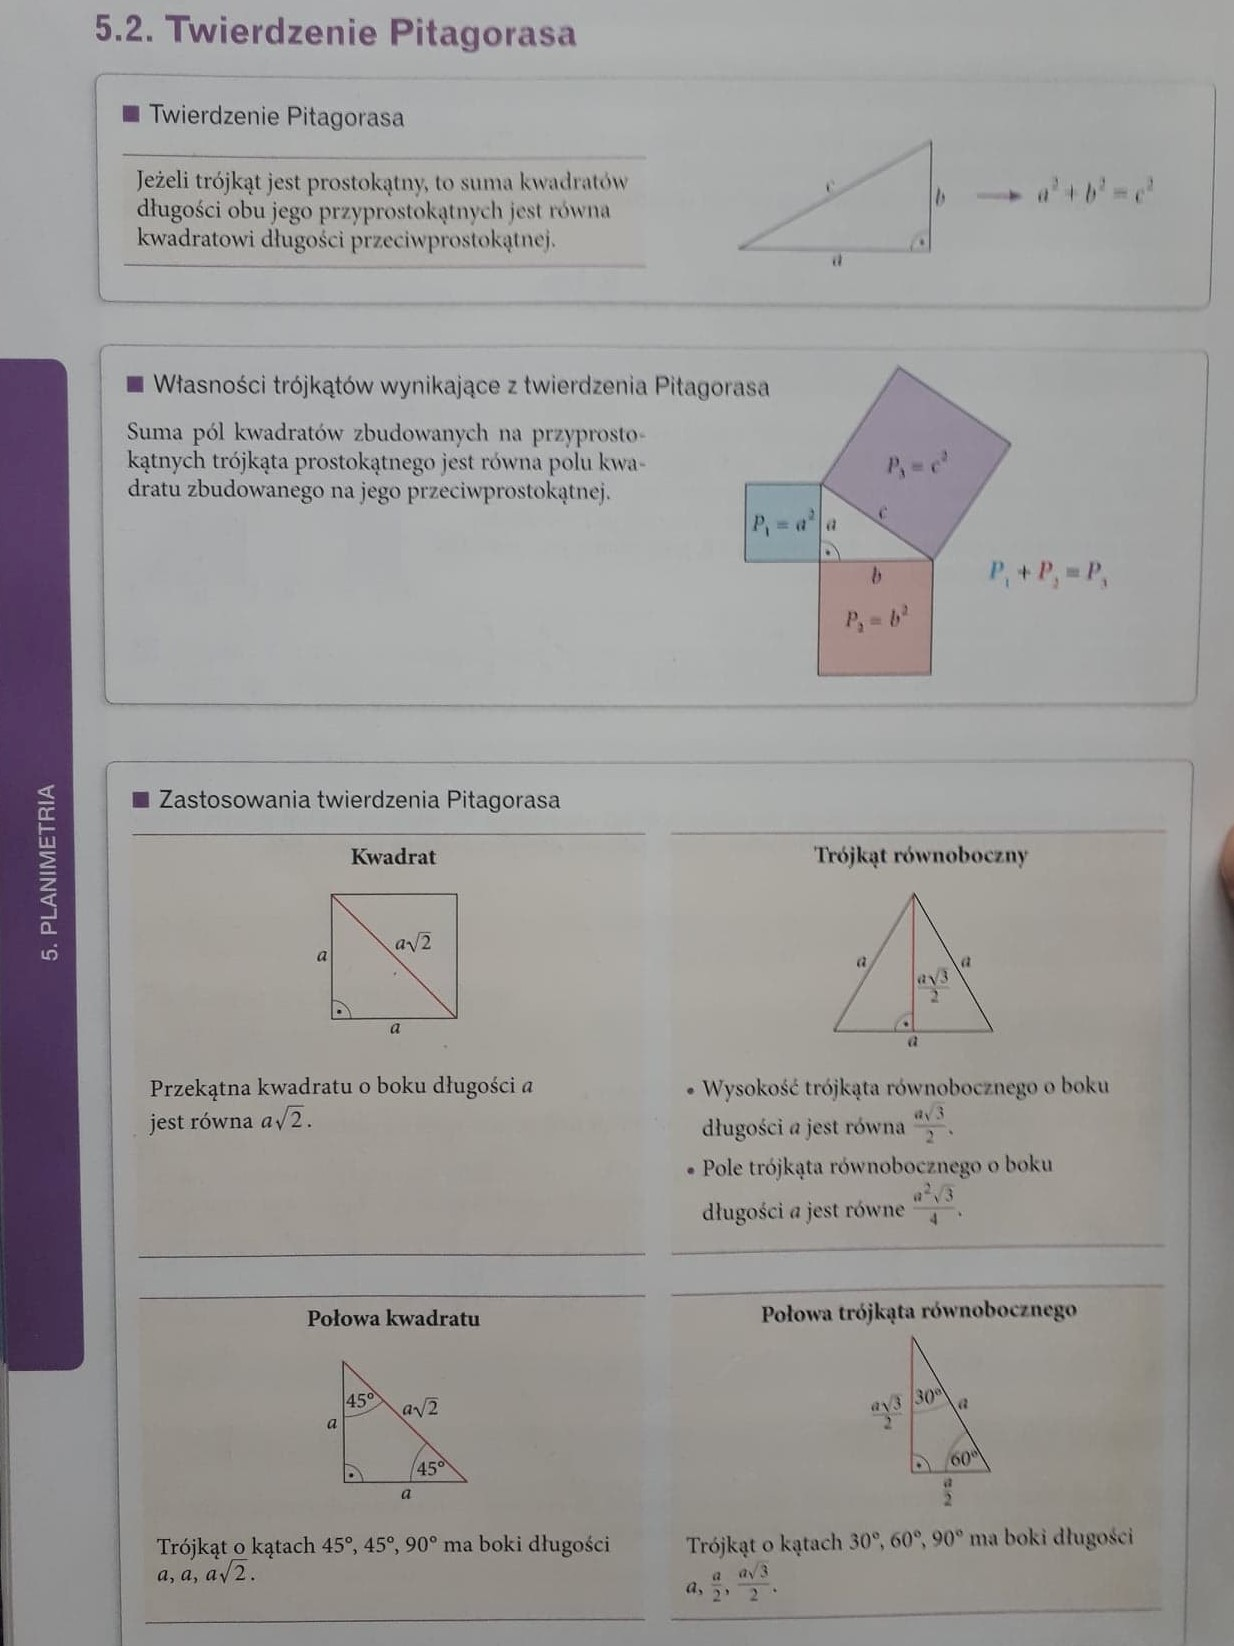 5.2. Twierdzenie Pitagorasa
■ Twierdzenie Pitagorasa
Jeżeli trójkąt jest prostokątny, to suma kwadratów
długości obu jego przyprostokątnych jest równa
kwadratowi długości przeciwprostokątnej.
c
b
a
→ a² + b² = c²
■ Własności trójkątów wynikające z twierdzenia Pitagorasa
Suma pól kwadratów zbudowanych na przyprosto-
kątnych trójkąta prostokątnego jest równa polu kwa-
dratu zbudowanego na jego przeciwprostokątnej.
P₃ = c²
P₁ = a²
a
c
b
P₂ = b²
P₁ + P₂ = P₃
5. PLANIMETRIA
■ Zastosowania twierdzenia Pitagorasa
Kwadrat
a
a√2
a
Przekątna kwadratu o boku długości a
jest równa a√2.
Trójkąt równoboczny
a
a
a√3/2
a
• Wysokość trójkąta równobocznego o boku
długości a jest równa a√3/2.
• Pole trójkąta równobocznego o boku
długości a jest równe a²√3/4.
Połowa kwadratu
45°
a
a√2
45°
a
Trójkąt o kątach 45°, 45°, 90° ma boki długości
a, a, a√2.
Połowa trójkąta równobocznego
a√3/2
30°
a
60°
a/2
Trójkąt o kątach 30°, 60°, 90° ma boki długości
a, a/2, a√3/2.